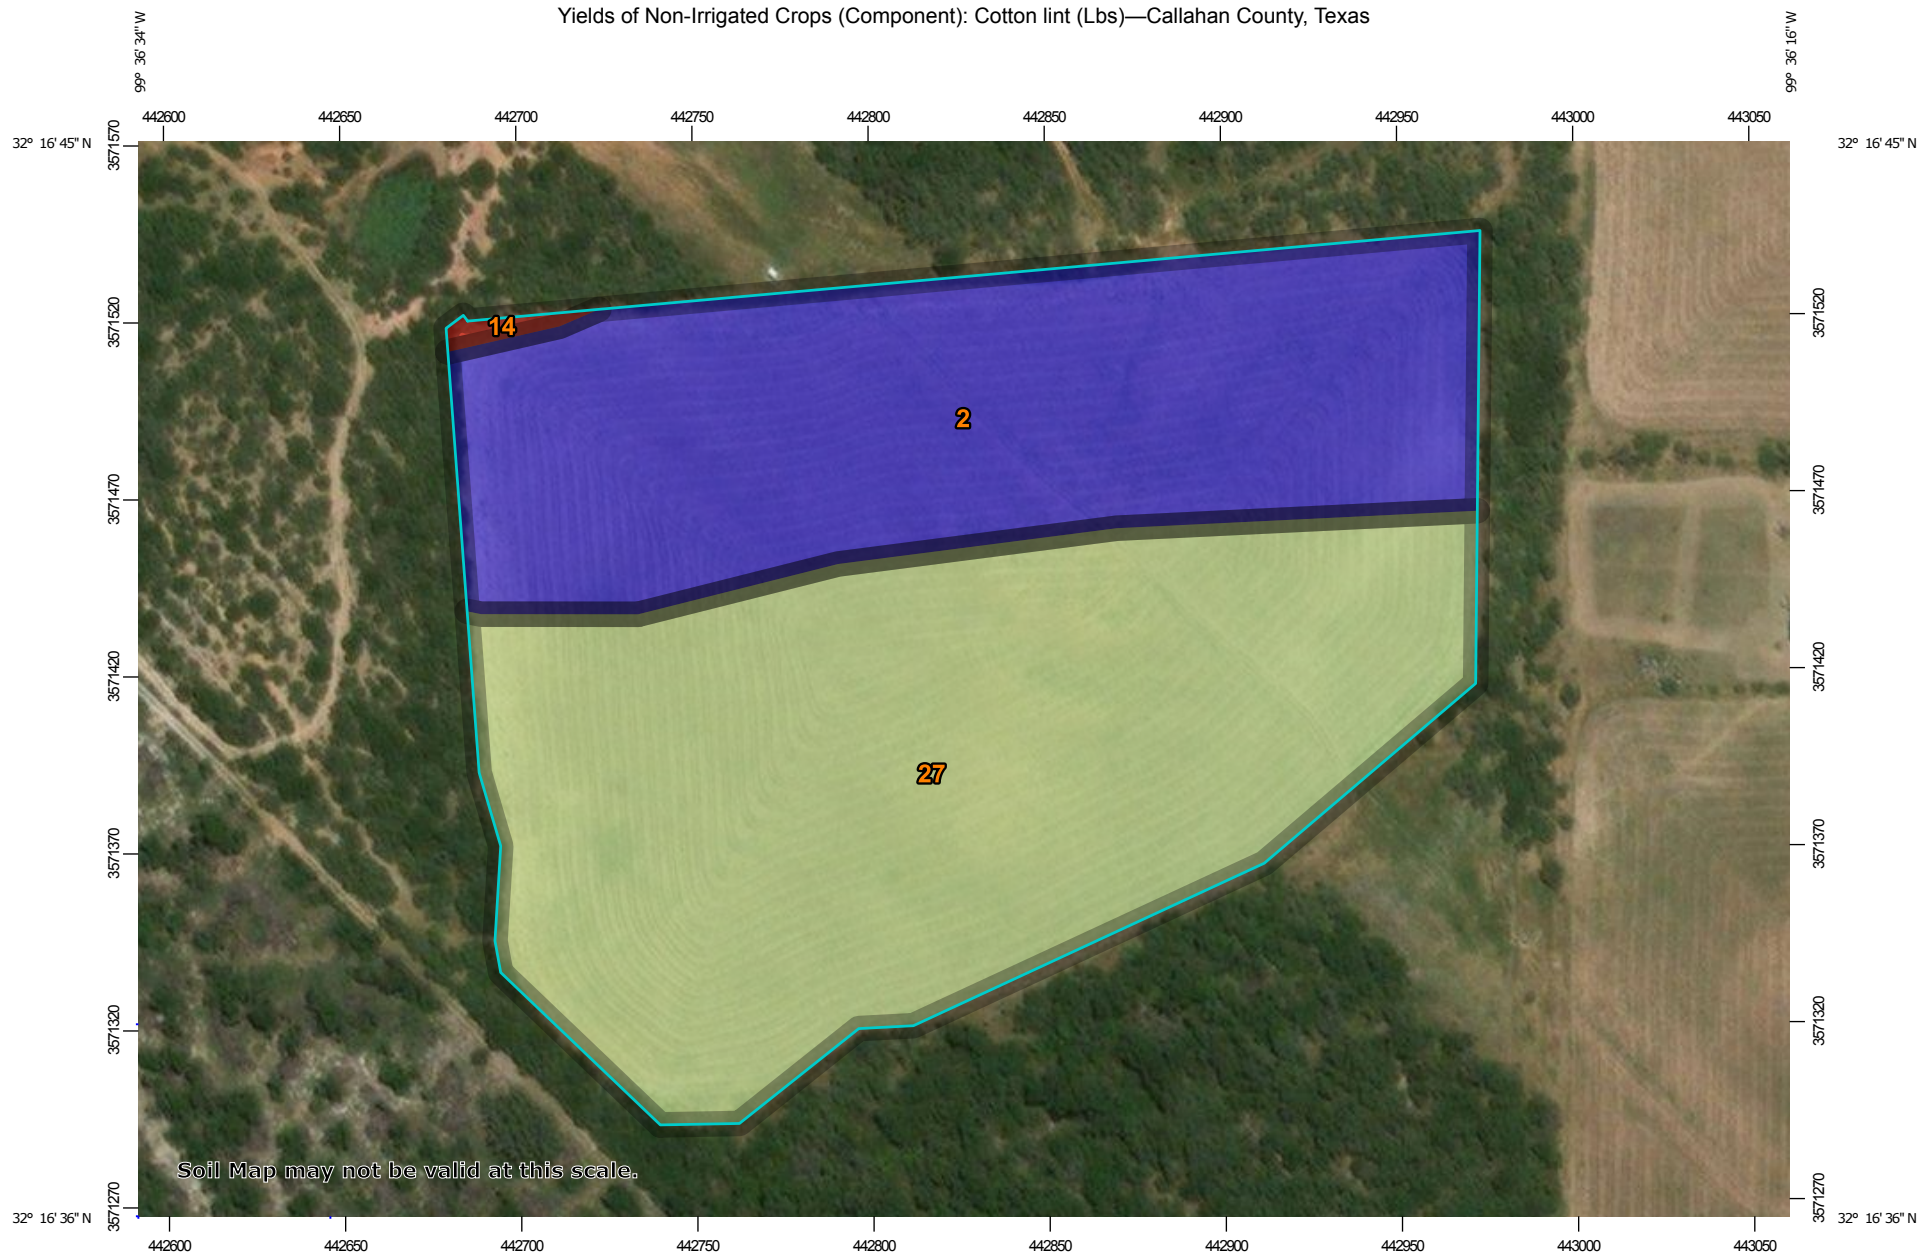 Yields of Non-Irrigated Crops (Component): Cotton lint (Lbs)—Callahan County, Texas
99° 36' 34" W
99° 36' 16" W
442600 442650 442700 442750 442800 442850 442900 442950 443000 443050
32° 16' 45" N
32° 16' 45" N
3571570
3571520
3571520
14
2
3571470
3571470
3571420
3571420
27
3571370
3571370
3571320
3571320
Soil Map may not be valid at this scale.
3571270
3571270
32° 16' 36" N
32° 16' 36" N
442600 442650 442700 442750 442800 442850 442900 442950 443000 443050